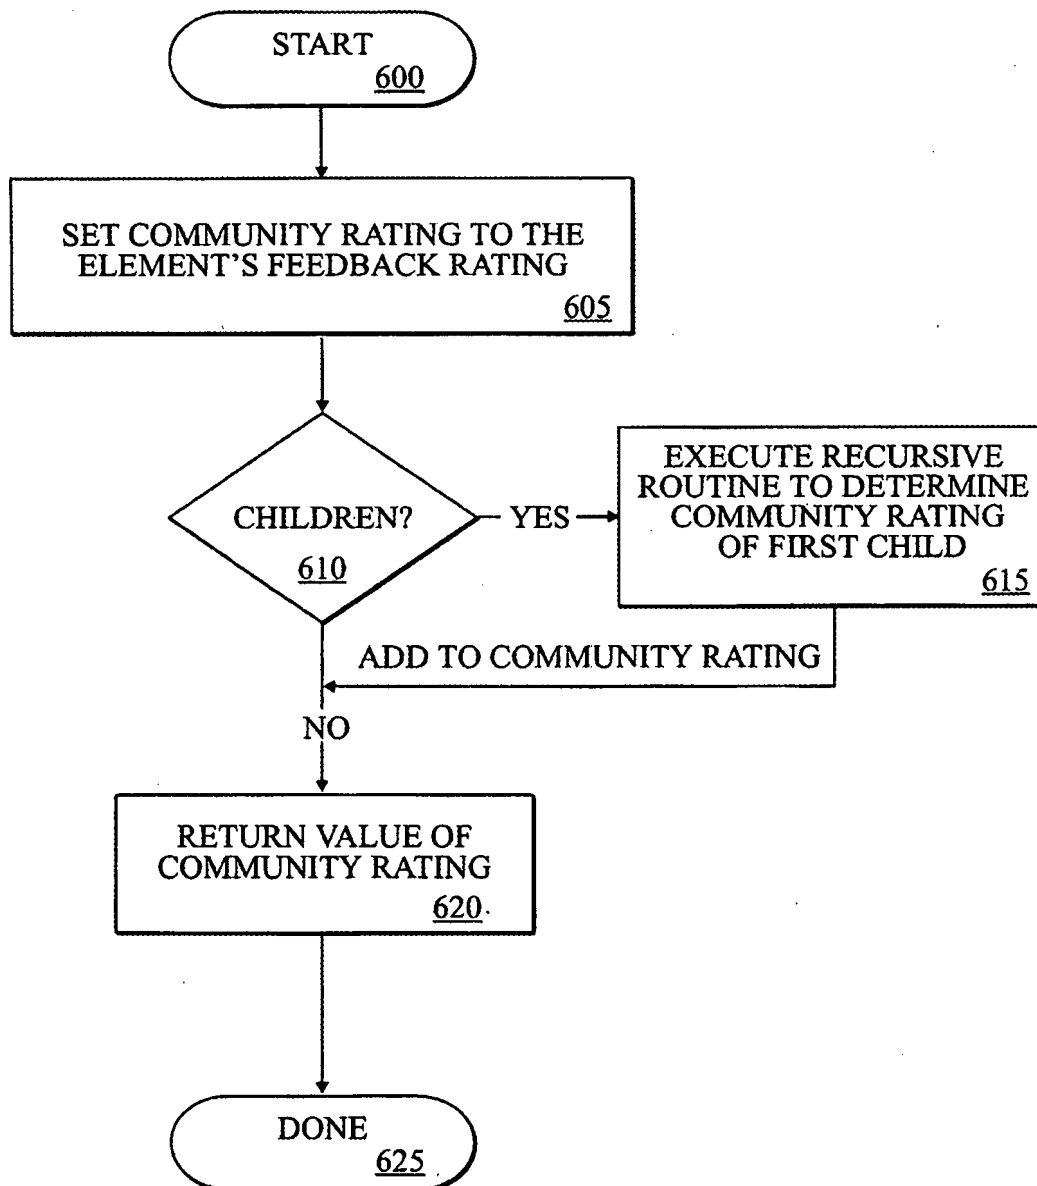 START
600
SET COMMUNITY RATING TO THE
ELEMENT'S FEEDBACK RATING
605
CHILDREN?
610
YES
EXECUTE RECURSIVE
ROUTINE TO DETERMINE
COMMUNITY RATING
OF FIRST CHILD
615
ADD TO COMMUNITY RATING
NO
RETURN VALUE OF
COMMUNITY RATING
620
DONE
625